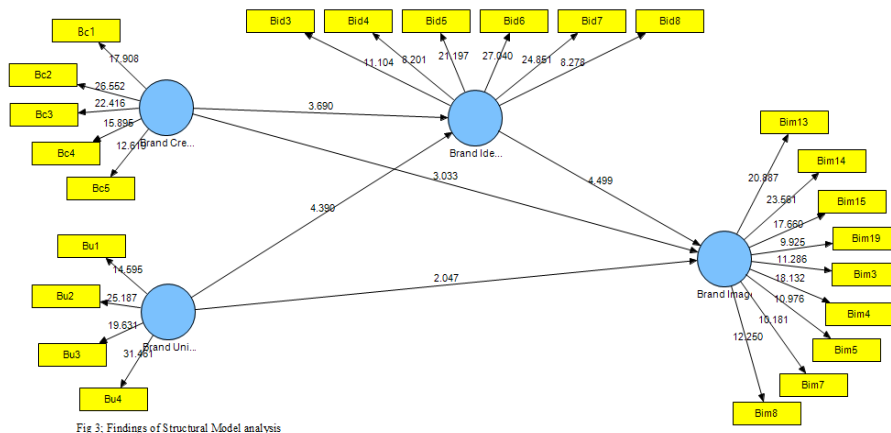 Bid3
Bid4
Bid5
Bid6
Bid7
Bid8
Bc1
17.908
Bc2
26.552
Bc3
22.416
Bc4
15.895
Bc5
Brand Cre...
11.104
8.201
21.197
27.040
24.851
8.278
Brand Ide...
3.690
3.033
4.390
4.499
2.047
Bu1
14.595
Bu2
25.187
Bu3
19.631
Bu4
31.461
Brand Uni...
Bim13
20.887
Bim14
23.561
Bim15
17.660
Bim19
9.925
Bim3
11.286
Bim4
18.132
Bim5
10.976
Bim7
10.181
Bim8
12.250
Brand Imag
Fig 3; Findings of Structural Model analysis